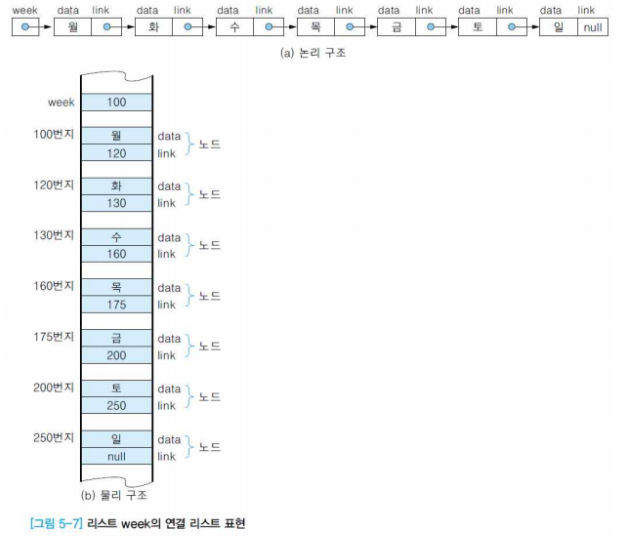 week data link data link data link data link data link data link data link
월 화 수 목 금 토 일 null
(a) 논리 구조
week 100
100번지 월 data
120 link 노드
120번지 화 data
130 link 노드
130번지 수 data
160 link 노드
160번지 목 data
175 link 노드
175번지 금 data
200 link 노드
200번지 토 data
250 link 노드
250번지 일 data
null link 노드
(b) 물리 구조
[그림 5-7] 리스트 week의 연결 리스트 표현